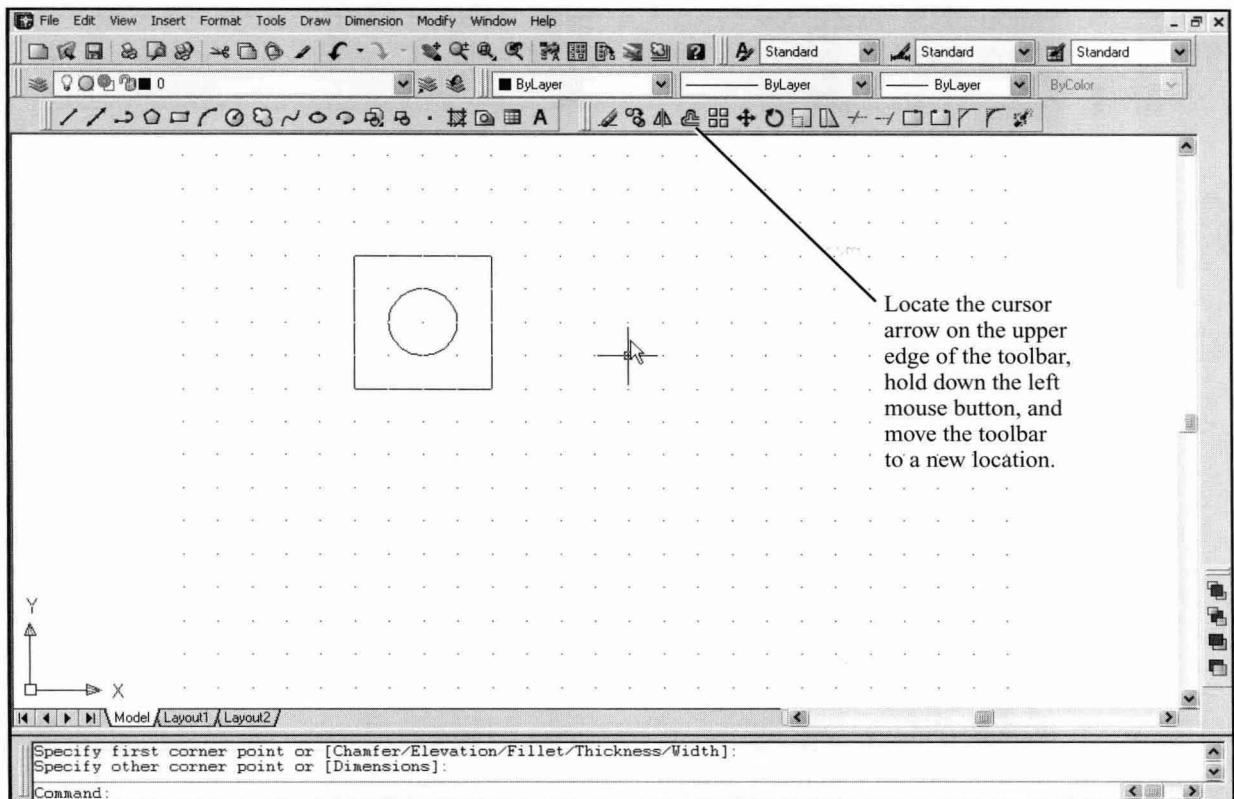 File Edit View Insert Format Tools Draw Dimension Modify Window Help
Standard Standard Standard
0 ByLayer ByLayer ByLayer ByColor
A
Locate the cursor
arrow on the upper
edge of the toolbar,
hold down the left
mouse button, and
move the toolbar
to a new location.
Y
X
Model Layout1 Layout2
Specify first corner point or [Chamfer/Elevation/Fillet/Thickness/Width]:
Specify other corner point or [Dimensions]:
Command: